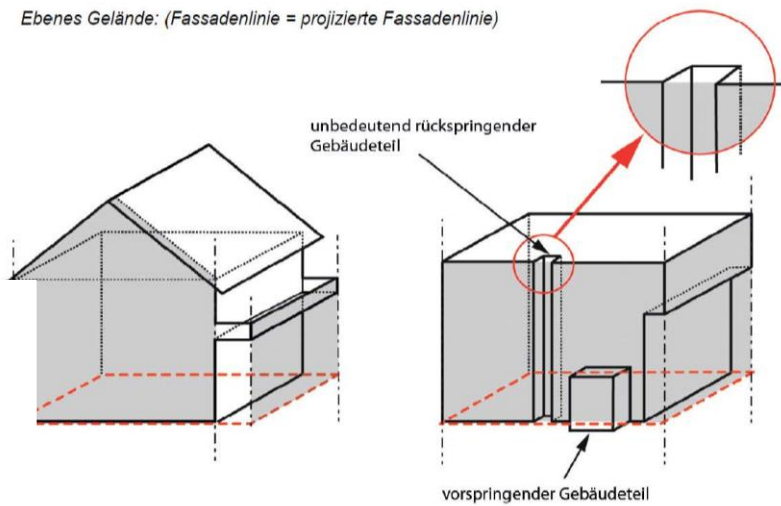 Ebenes Gelände: (Fassadenlinie = projizierte Fassadenlinie)
unbedeutend rückspringender
Gebäudeteil
vorspringender Gebäudeteil